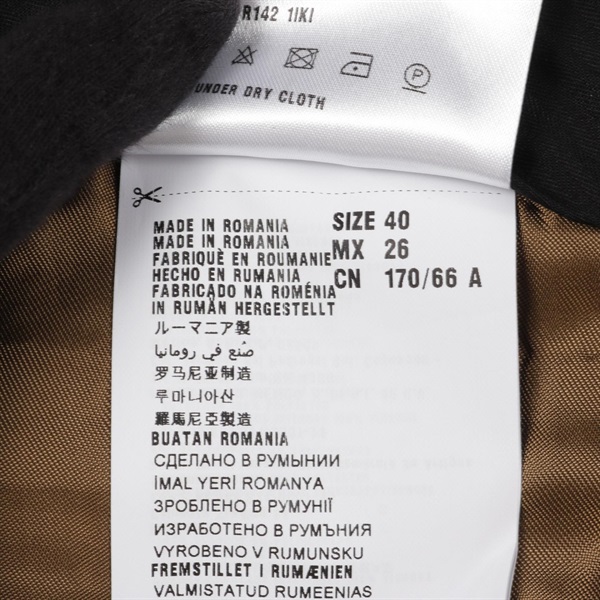 R142 1IKI
UNDER DRY CLOTH
P
MADE IN ROMANIA
MADE IN ROMANIA
FABRIQUÈ EN ROUMANIE
HECHO EN RUMANIA
FABRICADO NA ROMÉNIA
IN RUMÄN HERGESTELLT
ルーマニア製
صنع في رومانيا
罗马尼亚制造
루마니아산
羅馬尼亞製造
BUATAN ROMANIA
СДЕЛАНО В РУМЫНИИ
İMAL YERİ ROMANYA
ЗРОБЛЕНО В РУМУНІЇ
ИЗРАБОТЕНО В РУМЪНИЯ
VYROBENO V RUMUNSKU
FREMSTILLET I RUMÆNIEN
VALMISTATUD RUMEENIAS
SIZE 40
MX 26
CN 170/66 A